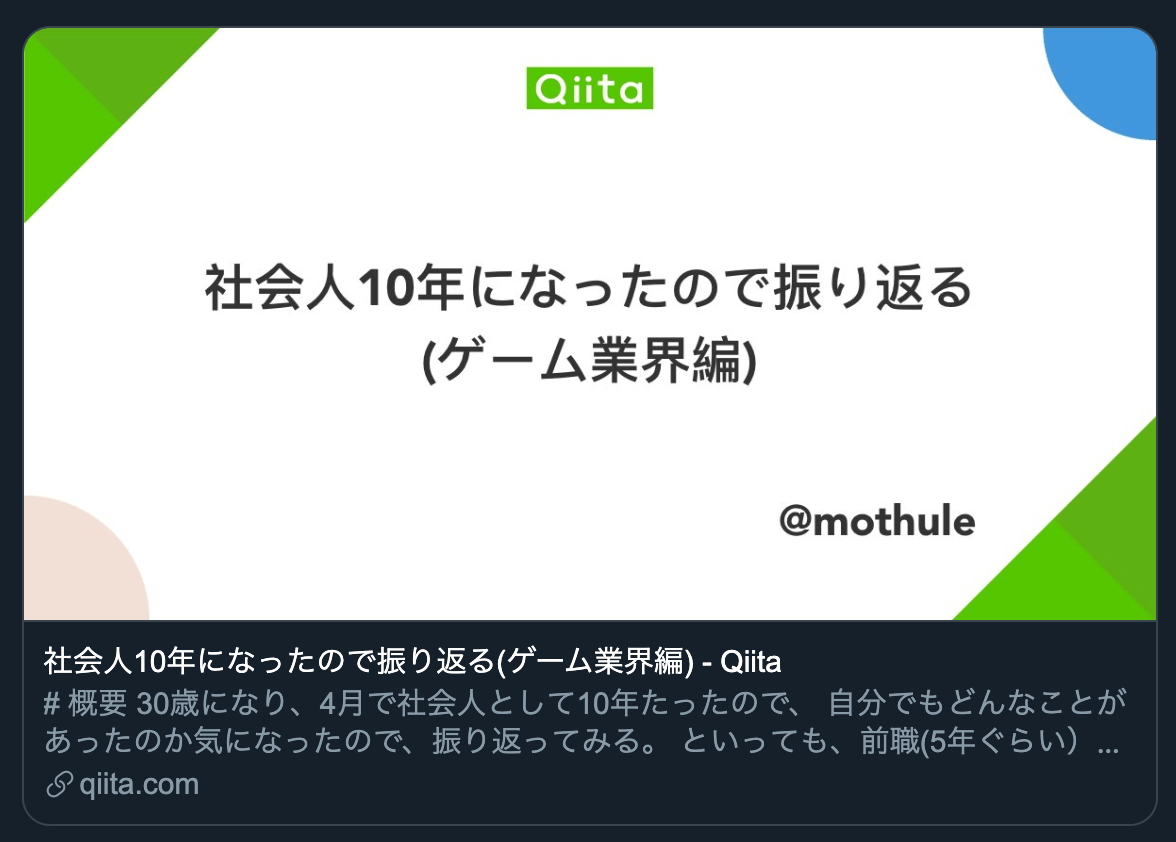 Qiita
社会人10年になったので振り返る
(ゲーム業界編)
@mothule
社会人10年になったので振り返る(ゲーム業界編) - Qiita
# 概要 30歳になり、4月で社会人として10年たったので、 自分でもどんなことが
あったのか気になったので、振り返ってみる。 といっても、前職(5年ぐらい）...
qiita.com